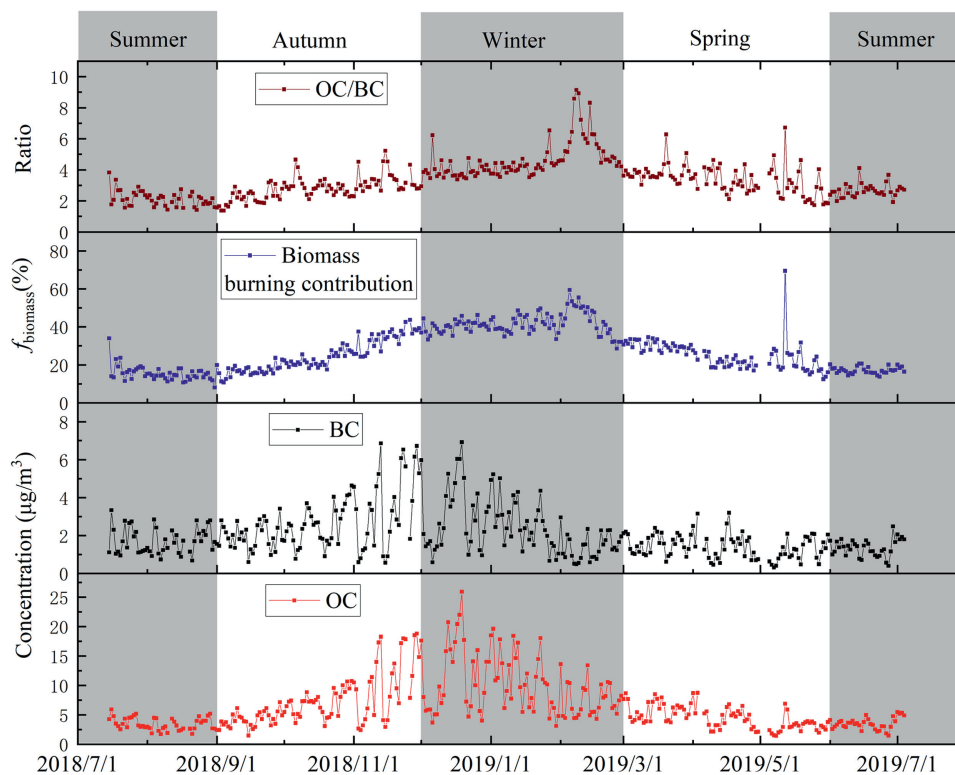 Summer Autumn Winter Spring Summer
10
OC/BC
8
6
4
2
0
Ratio
80
Biomass
burning contribution
60
40
20
0
fbiomass(%)
8
BC
6
4
2
0
Concentration (μg/m³)
25
OC
20
15
10
5
0
2018/7/1 2018/9/1 2018/11/1 2019/1/1 2019/3/1 2019/5/1 2019/7/1